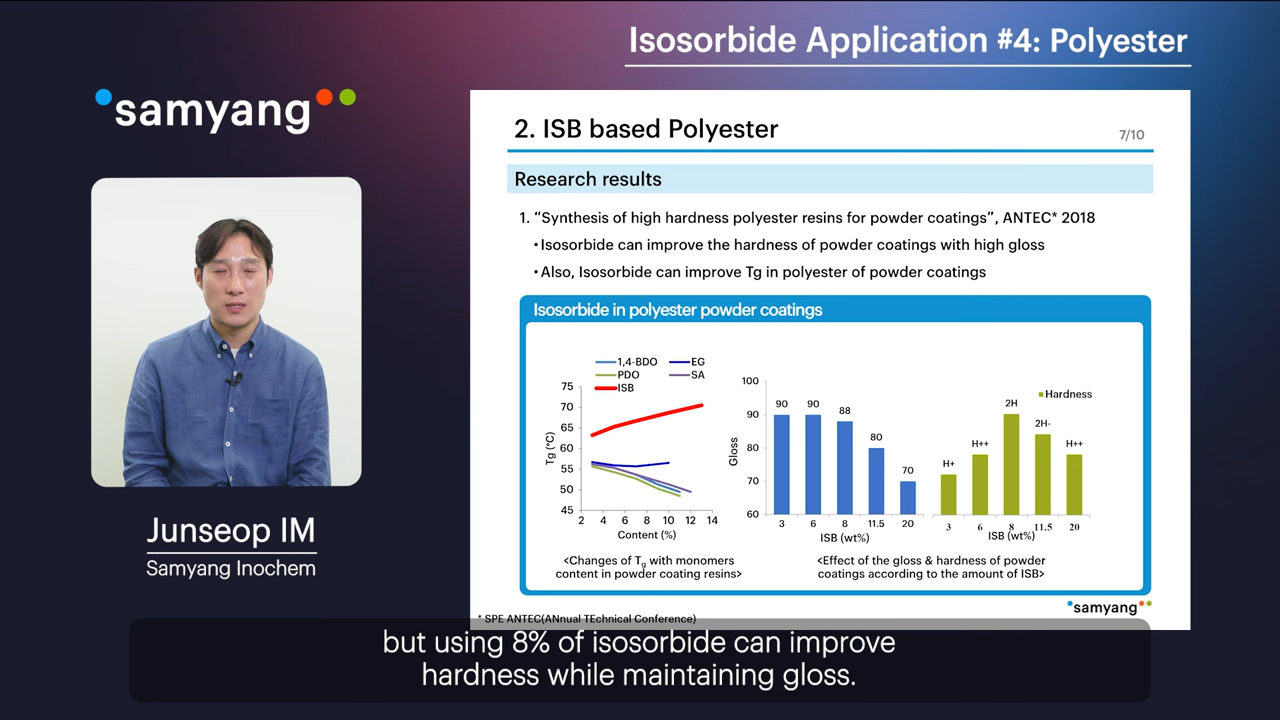 Isosorbide Application #4: Polyester
samyang
2. ISB based Polyester
7/10
Research results
1. “Synthesis of high hardness polyester resins for powder coatings”, ANTEC* 2018
•Isosorbide can improve the hardness of powder coatings with high gloss
•Also, Isosorbide can improve Tg in polyester of powder coatings
Isosorbide in polyester powder coatings
1,4-BDO EG
PDO SA
ISB
Tg (°C)
75
70
65
60
55
50
45
2 4 6 8 10 12 14
Content (%)
<Changes of Tg with monomers
content in powder coating resins>
Gloss
100
90
80
70
60
90 90 88 80 70
3 6 8 11.5 20
ISB (wt%)
Hardness
H+ H++ 2H 2H- H++
3 6 8 11.5 20
ISB (wt%)
<Effect of the gloss & hardness of powder
coatings according to the amount of ISB>
samyang
* SPE ANTEC(ANnual TEchnical Conference)
Junseop IM
Samyang Inochem
but using 8% of isosorbide can improve
hardness while maintaining gloss.